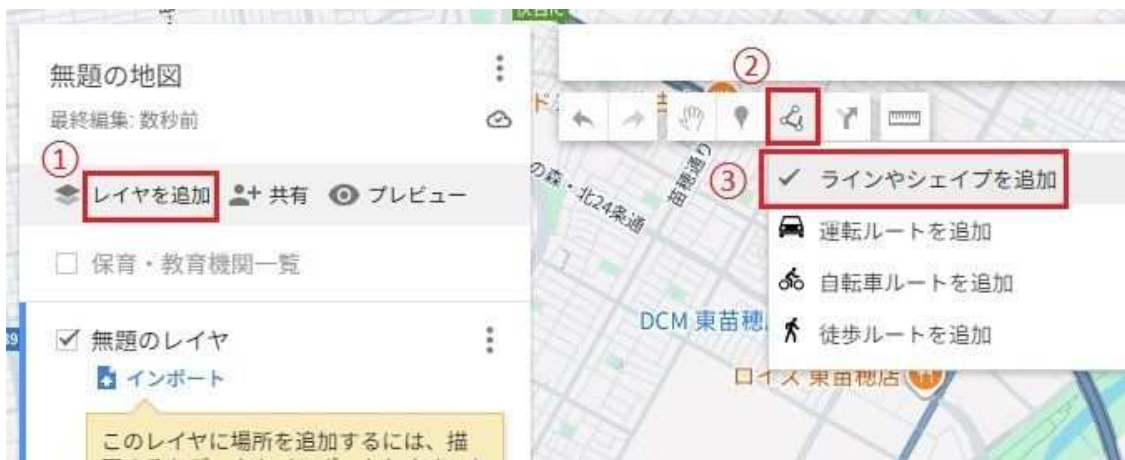 無題の地図
最終編集: 数秒前
①
レイヤを追加 共有 プレビュー
保育・教育機関一覧
無題のレイヤ
インポート
このレイヤに場所を追加するには、描
②
③
ラインやシェイプを追加
運転ルートを追加
自転車ルートを追加
徒歩ルートを追加
の森・北24条通
苗穂通り
DCM 東苗穂
ロイズ 東苗穂店